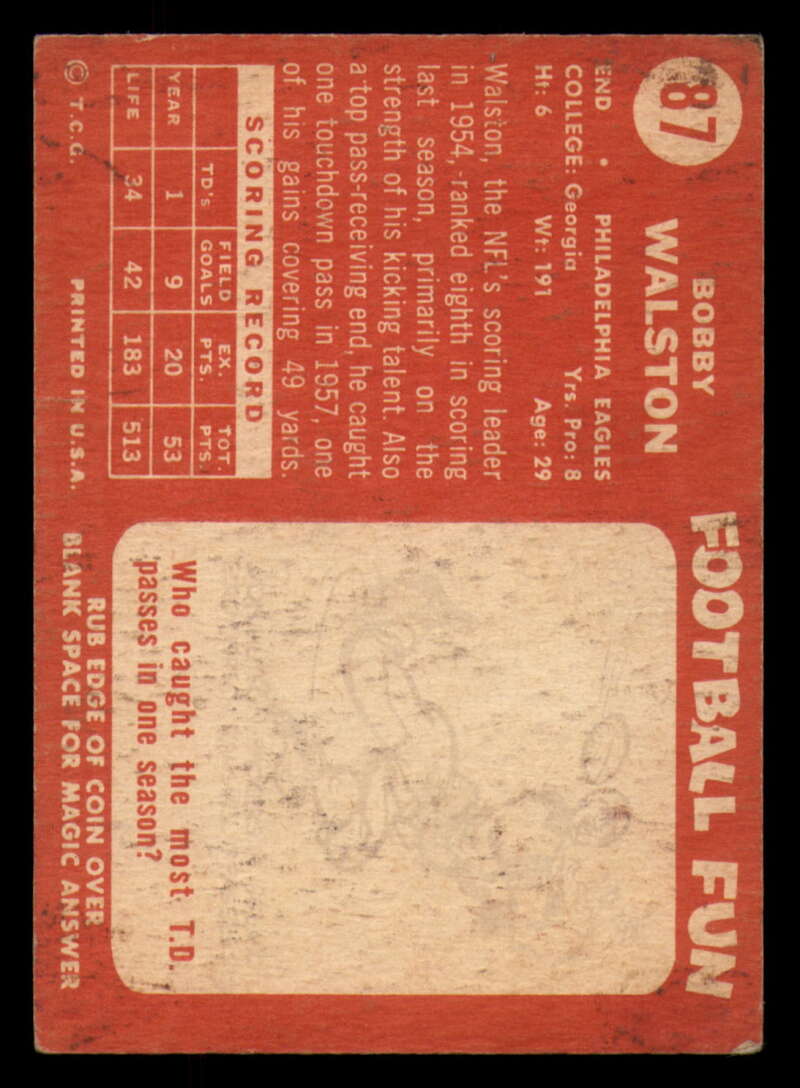 87
BOBBY
WALSTON
END • PHILADELPHIA EAGLES
COLLEGE: Georgia Yrs. Pro: 8
Ht: 6 Wt: 191 Age: 29
Walston, the NFL's scoring leader
in 1954, ranked eighth in scoring
last season, primarily on the
strength of his kicking talent. Also
a top pass-receiving end, he caught
one touchdown pass in 1957, one
of his gains covering 49 yards.
SCORING RECORD
TD's FIELD GOALS EX. PTS. TOT. PTS.
YEAR 1 9 20 53
LIFE 34 42 183 513
© T.C.G. PRINTED IN U.S.A.
FOOTBALL FUN
Who caught the most T.D.
passes in one season?
RUB EDGE OF COIN OVER
BLANK SPACE FOR MAGIC ANSWER